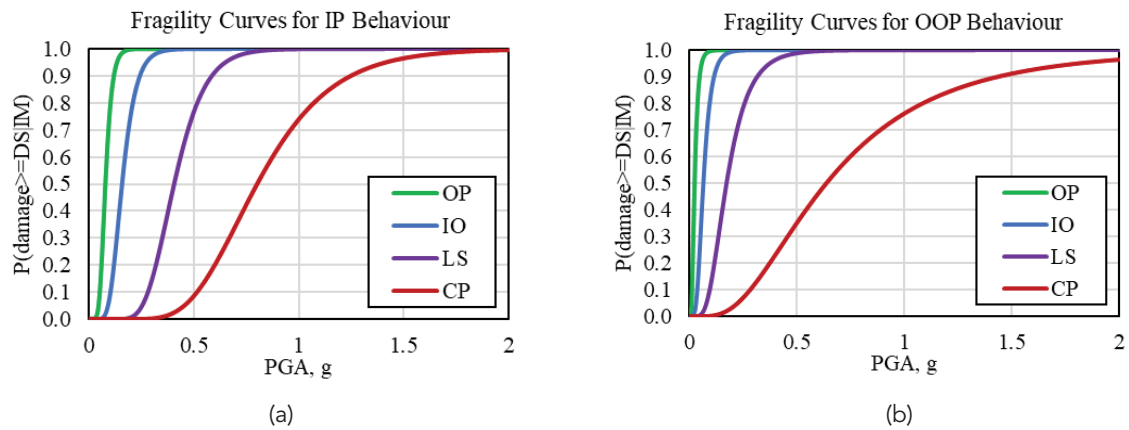 Fragility Curves for IP Behaviour
P(damage>=DS|IM)
1.0
0.9
0.8
0.7
0.6
0.5
0.4
0.3
0.2
0.1
0.0
OP
IO
LS
CP
0 0.5 1 1.5 2
PGA, g
(a)
Fragility Curves for OOP Behaviour
P(damage>=DS|IM)
1.0
0.9
0.8
0.7
0.6
0.5
0.4
0.3
0.2
0.1
0.0
OP
IO
LS
CP
0 0.5 1 1.5 2
PGA, g
(b)